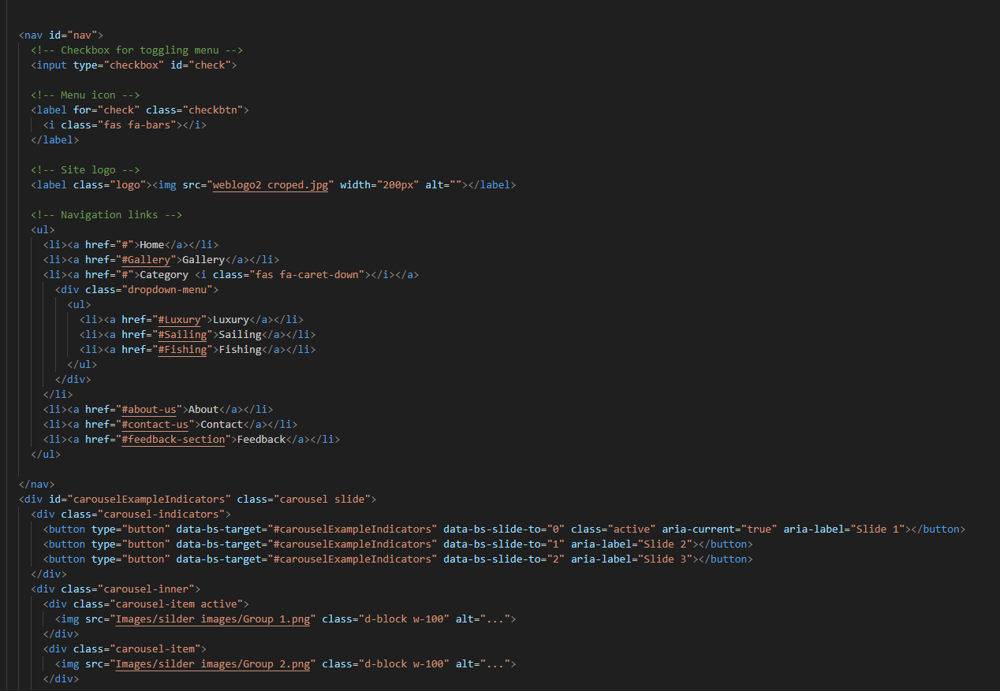 <nav id="nav">
<!-- Checkbox for toggling menu -->
<input type="checkbox" id="check">
<!-- Menu icon -->
<label for="check" class="checkbtn">
<i class="fas fa-bars"></i>
</label>
<!-- Site logo -->
<label class="logo"><img src="weblogo2 croped.jpg" width="200px" alt=""></label>
<!-- Navigation links -->
<ul>
<li><a href="#">Home</a></li>
<li><a href="#Gallery">Gallery</a></li>
<li><a href="#">Category <i class="fas fa-caret-down"></i></a>
<div class="dropdown-menu">
<ul>
<li><a href="#Luxury">Luxury</a></li>
<li><a href="#Sailing">Sailing</a></li>
<li><a href="#Fishing">Fishing</a></li>
</ul>
</div>
</li>
<li><a href="#about-us">About</a></li>
<li><a href="#contact-us">Contact</a></li>
<li><a href="#feedback-section">Feedback</a></li>
</ul>
</nav>
<div id="carouselExampleIndicators" class="carousel slide">
<div class="carousel-indicators">
<button type="button" data-bs-target="#carouselExampleIndicators" data-bs-slide-to="0" class="active" aria-current="true" aria-label="Slide 1"></button>
<button type="button" data-bs-target="#carouselExampleIndicators" data-bs-slide-to="1" aria-label="Slide 2"></button>
<button type="button" data-bs-target="#carouselExampleIndicators" data-bs-slide-to="2" aria-label="Slide 3"></button>
</div>
<div class="carousel-inner">
<div class="carousel-item active">
<img src="Images/silder images/Group 1.png" class="d-block w-100" alt="...">
</div>
<div class="carousel-item">
<img src="Images/silder images/Group 2.png" class="d-block w-100" alt="...">
</div>